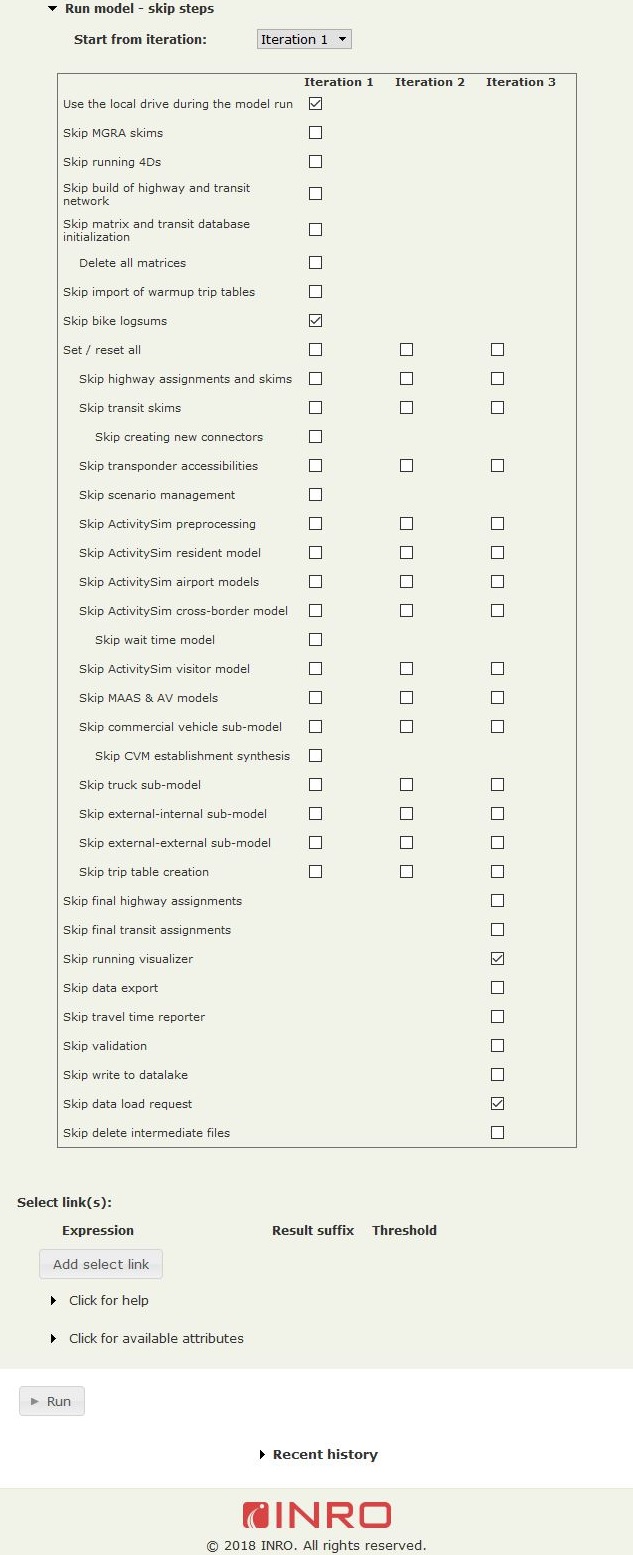 Run model - skip steps
Start from iteration: Iteration 1
Iteration 1 Iteration 2 Iteration 3
Use the local drive during the model run
Skip MGRA skims
Skip running 4Ds
Skip build of highway and transit
network
Skip matrix and transit database
initialization
Delete all matrices
Skip import of warmup trip tables
Skip bike logsums
Set / reset all
Skip highway assignments and skims
Skip transit skims
Skip creating new connectors
Skip transponder accessibilities
Skip scenario management
Skip ActivitySim preprocessing
Skip ActivitySim resident model
Skip ActivitySim airport models
Skip ActivitySim cross-border model
Skip wait time model
Skip ActivitySim visitor model
Skip MAAS & AV models
Skip commercial vehicle sub-model
Skip CVM establishment synthesis
Skip truck sub-model
Skip external-internal sub-model
Skip external-external sub-model
Skip trip table creation
Skip final highway assignments
Skip final transit assignments
Skip running visualizer
Skip data export
Skip travel time reporter
Skip validation
Skip write to datalake
Skip data load request
Skip delete intermediate files
Select link(s):
Expression Result suffix Threshold
Add select link
Click for help
Click for available attributes
Run
Recent history
INRO
© 2018 INRO. All rights reserved.